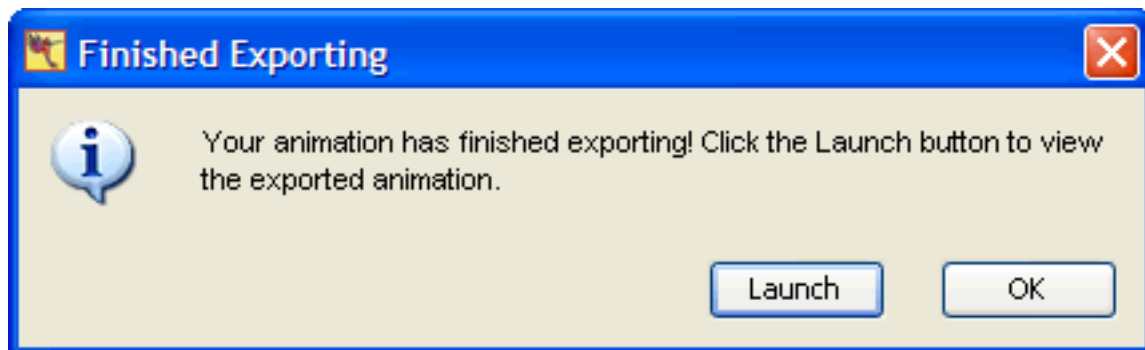 Finished Exporting
Your animation has finished exporting! Click the Launch button to view
the exported animation.
Launch OK